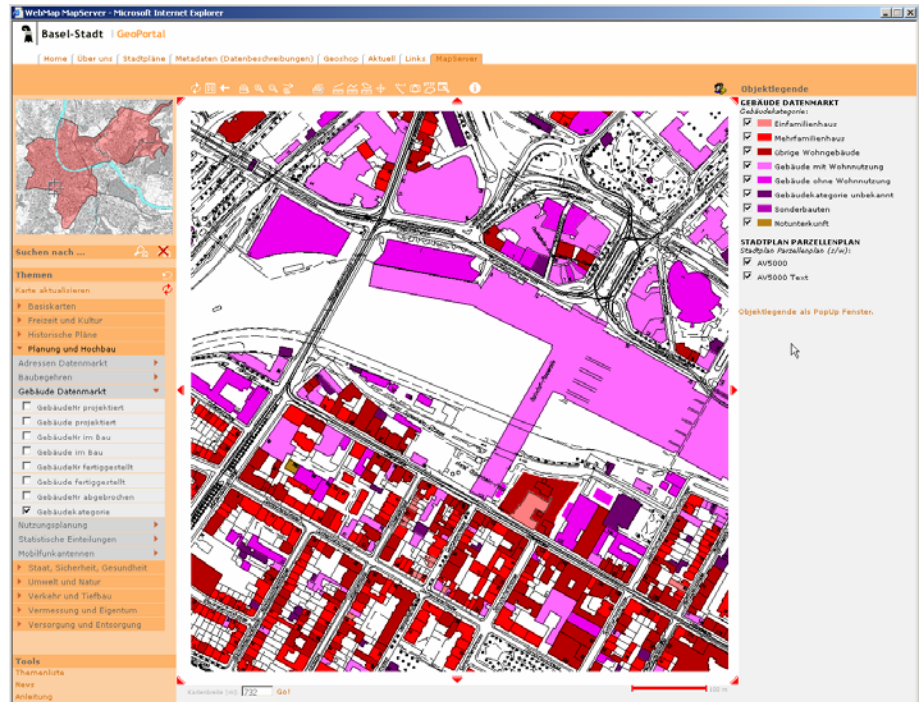 WebMap MapServer - Microsoft Internet Explorer
Basel-Stadt | GeoPortal
Home | Über uns | Stadtpläne | Metadaten (Datenbeschreibungen) | Geoshop | Aktuell | Links | MapServer
Suchen nach ...
Themen
Karte aktualisieren
Basiskarten
Freizeit und Kultur
Historische Pläne
Planung und Hochbau
Adressen Datenmarkt
Baubegehren
Gebäude Datenmarkt
GebäudeNr projektiert
Gebäude projektiert
GebäudeNr im Bau
Gebäude im Bau
GebäudeNr fertiggestellt
Gebäude fertiggestellt
GebäudeNr abgebrochen
Gebäudekategorie
Nutzungsplanung
Statistische Einteilungen
Mobilfunkantennen
Staat, Sicherheit, Gesundheit
Umwelt und Natur
Verkehr und Tiefbau
Vermessung und Eigentum
Versorgung und Entsorgung
Tools
Themenliste
News
Anleitung
Kartenbreite [m]: 732 Go!
100 m
Objektlegende
GEBÄUDE DATENMARKT
Gebäudekategorie:
Einfamilienhaus
Mehrfamilienhaus
übrige Wohngebäude
Gebäude mit Wohnnutzung
Gebäude ohne Wohnnutzung
Gebäudekategorie unbekannt
Sonderbauten
Notunterkunft
STADTPLAN PARZELLENPLAN
Stadtplan Parzellenplan (s/w):
AV5000
AV5000 Text
Objektlegende als PopUp Fenster.